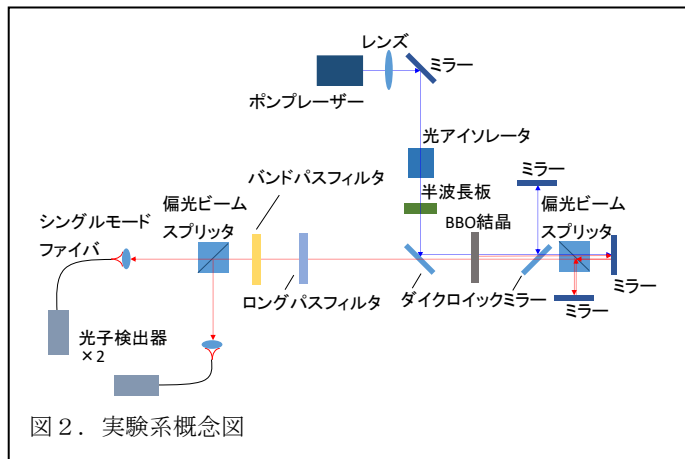 レンズ
ミラー
ポンプレーザー
光アイソレータ
バンドパスフィルタ
ミラー
半波長板
偏光ビーム
スプリッタ
BBO結晶
偏光ビーム
スプリッタ
シングルモード
ファイバ
ロングパスフィルタ
ダイクロイックミラー
ミラー
ミラー
光子検出器
×2
図２．実験系概念図